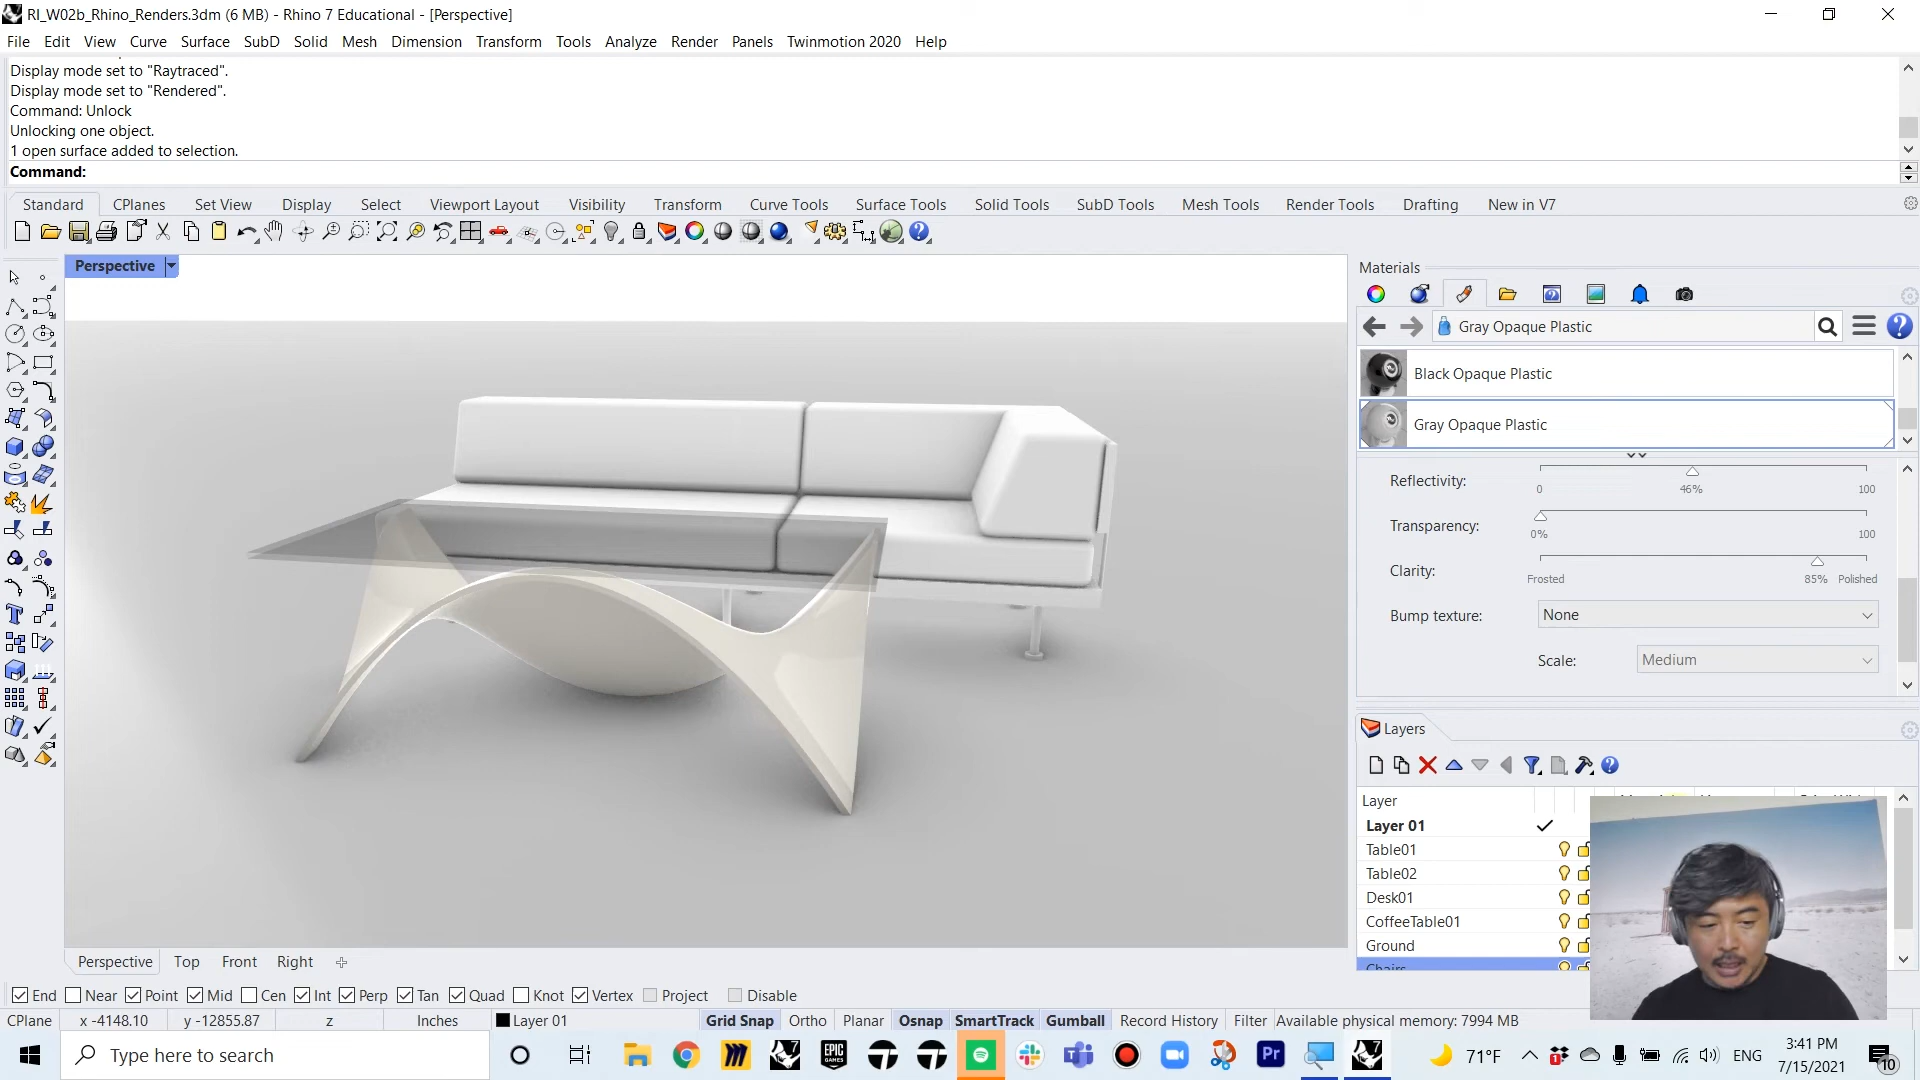 RI_W02b_Rhino_Renders.3dm (6 MB) - Rhino 7 Educational - [Perspective]
File Edit View Curve Surface SubD Solid Mesh Dimension Transform Tools Analyze Render Panels Twinmotion 2020 Help
Display mode set to "Raytraced".
Display mode set to "Rendered".
Command: Unlock
Unlocking one object.
1 open surface added to selection.
Command:
Standard CPlanes Set View Display Select Viewport Layout Visibility Transform Curve Tools Surface Tools Solid Tools SubD Tools Mesh Tools Render Tools Drafting New in V7
Perspective
Materials
Gray Opaque Plastic
Black Opaque Plastic
Gray Opaque Plastic
Reflectivity:
0 46% 100
Transparency:
0% 100
Clarity:
Frosted 85% Polished
Bump texture: None
Scale: Medium
Layers
Layer
Layer 01
Table01
Table02
Desk01
CoffeeTable01
Ground
Chairs
Perspective Top Front Right
End Near Point Mid Cen Int Perp Tan Quad Knot Vertex Project Disable
CPlane x -4148.10 y -12855.87 z Inches Layer 01 Grid Snap Ortho Planar Osnap SmartTrack Gumball Record History Filter Available physical memory: 7994 MB
Type here to search
EPIC GAMES
Pr
71°F
ENG
3:41 PM
7/15/2021
10